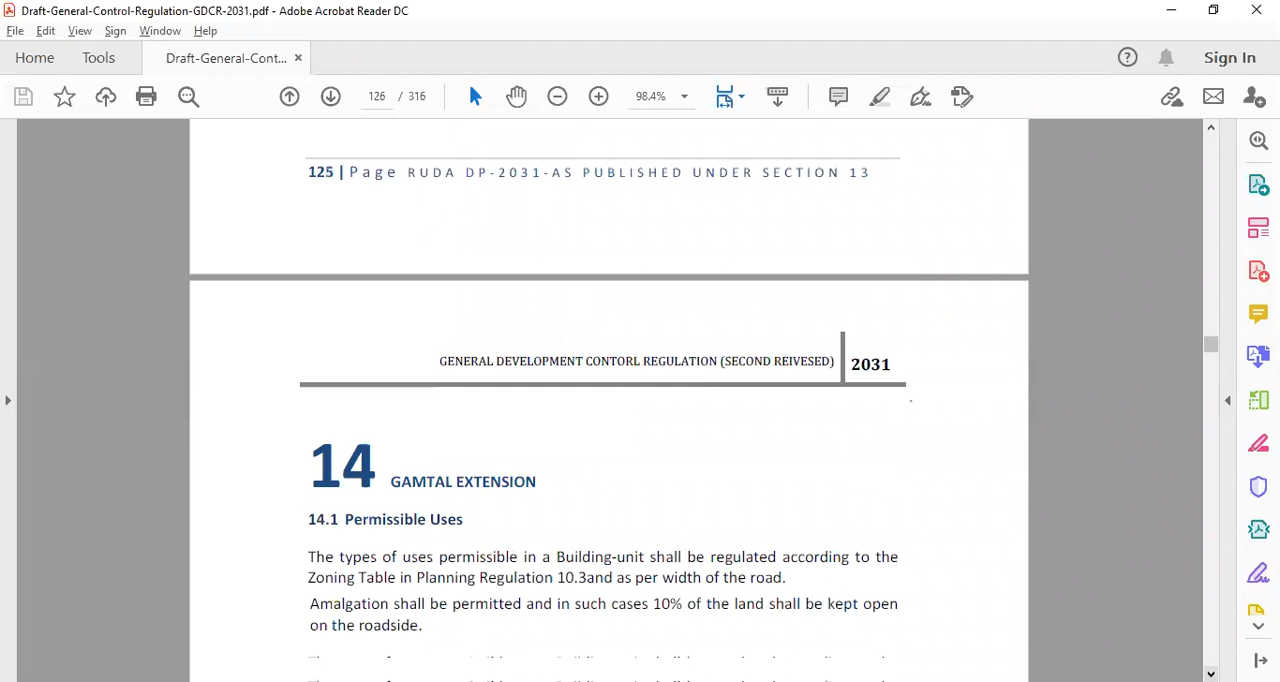 Draft-General-Control-Regulation-GDCR-2031.pdf - Adobe Acrobat Reader DC
File Edit View Sign Window Help
Home Tools Draft-General-Cont... × Sign In
126 / 316 98.4%
125 | Page RUDA DP-2031-AS PUBLISHED UNDER SECTION 13
GENERAL DEVELOPMENT CONTORL REGULATION (SECOND REIVESED) 2031
14 GAMTAL EXTENSION
14.1 Permissible Uses
The types of uses permissible in a Building-unit shall be regulated according to the
Zoning Table in Planning Regulation 10.3and as per width of the road.
Amalgation shall be permitted and in such cases 10% of the land shall be kept open
on the roadside.